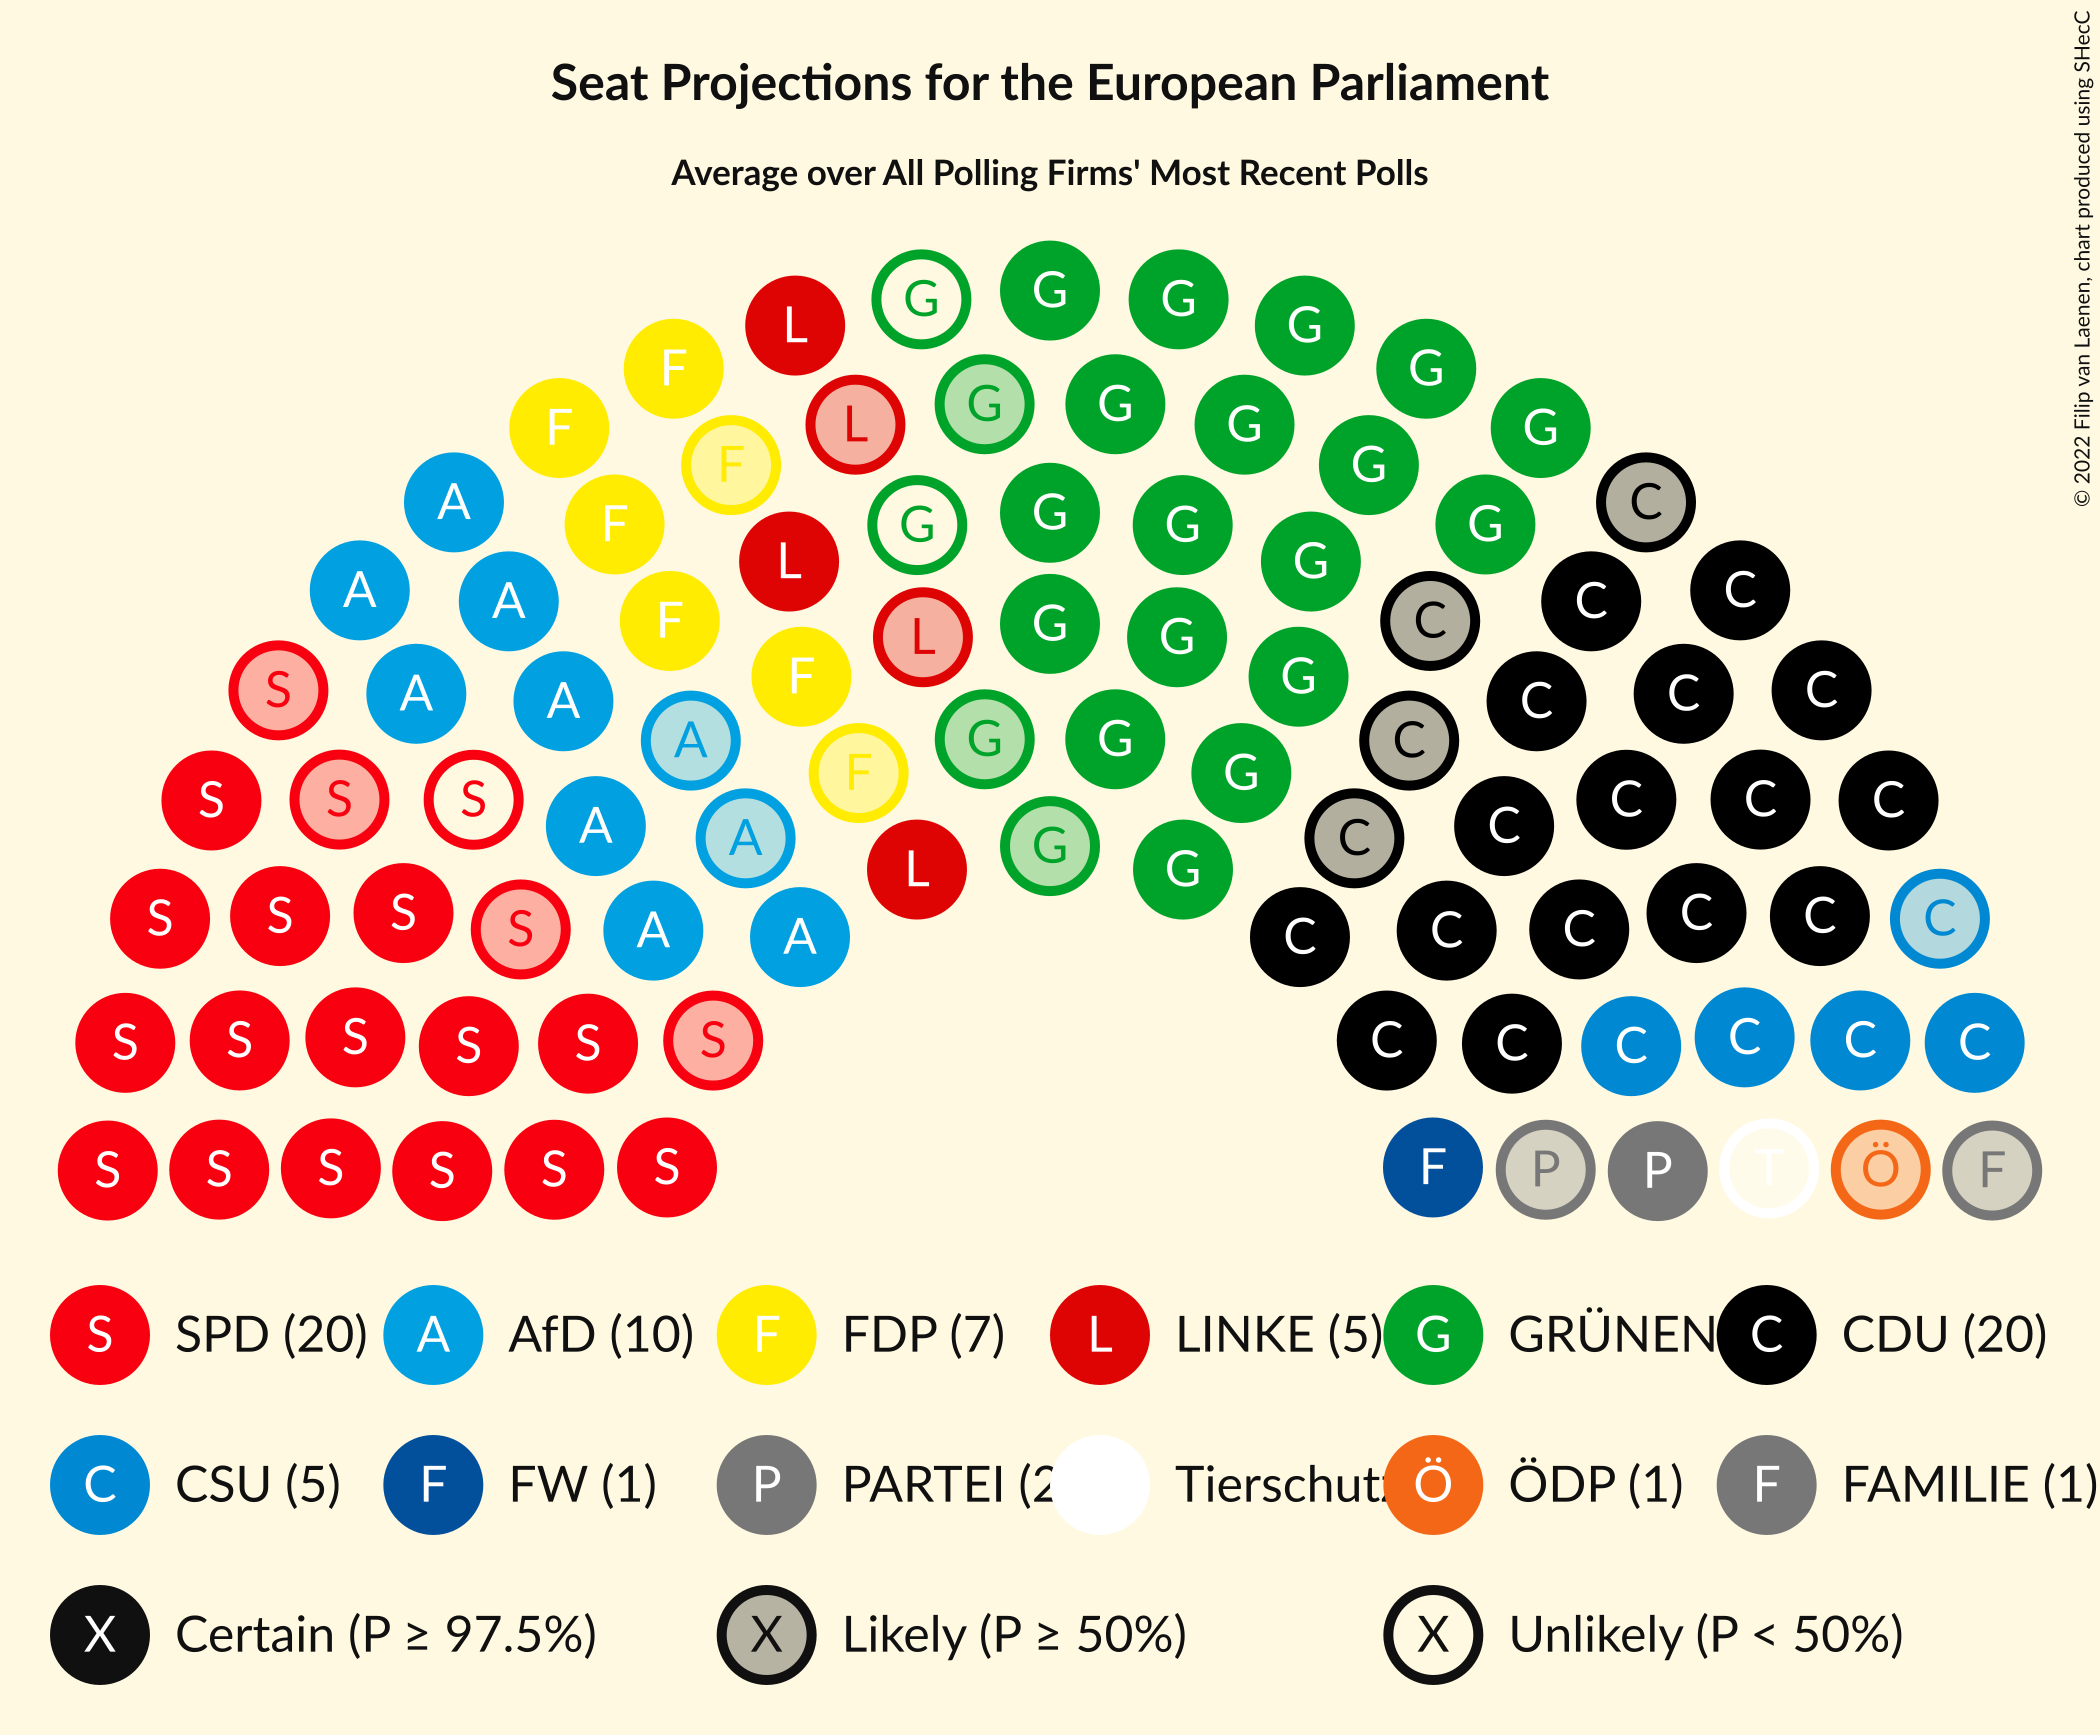 Seat Projections for the European Parliament
Average over All Polling Firms' Most Recent Polls
© 2022 Filip van Laenen, chart produced using SHecC
G G G G
L G
F G
F L G G G
F G G
A F G G G C
F L G G G
A A F G C C C
L G G
S A A F G C C C
A G G G C C
S S S A F G C C C C
A L G G C
S S S S A A C C C C C C
S S S S S S C C C C C C
S S S S S S F P P T Ö F
S SPD (20) A AfD (10) F FDP (7) L LINKE (5) G GRÜNEN C CDU (20)
C CSU (5) F FW (1) P PARTEI (2 Tierschutz Ö ÖDP (1) F FAMILIE (1)
X Certain (P ≥ 97.5%) X Likely (P ≥ 50%) X Unlikely (P < 50%)